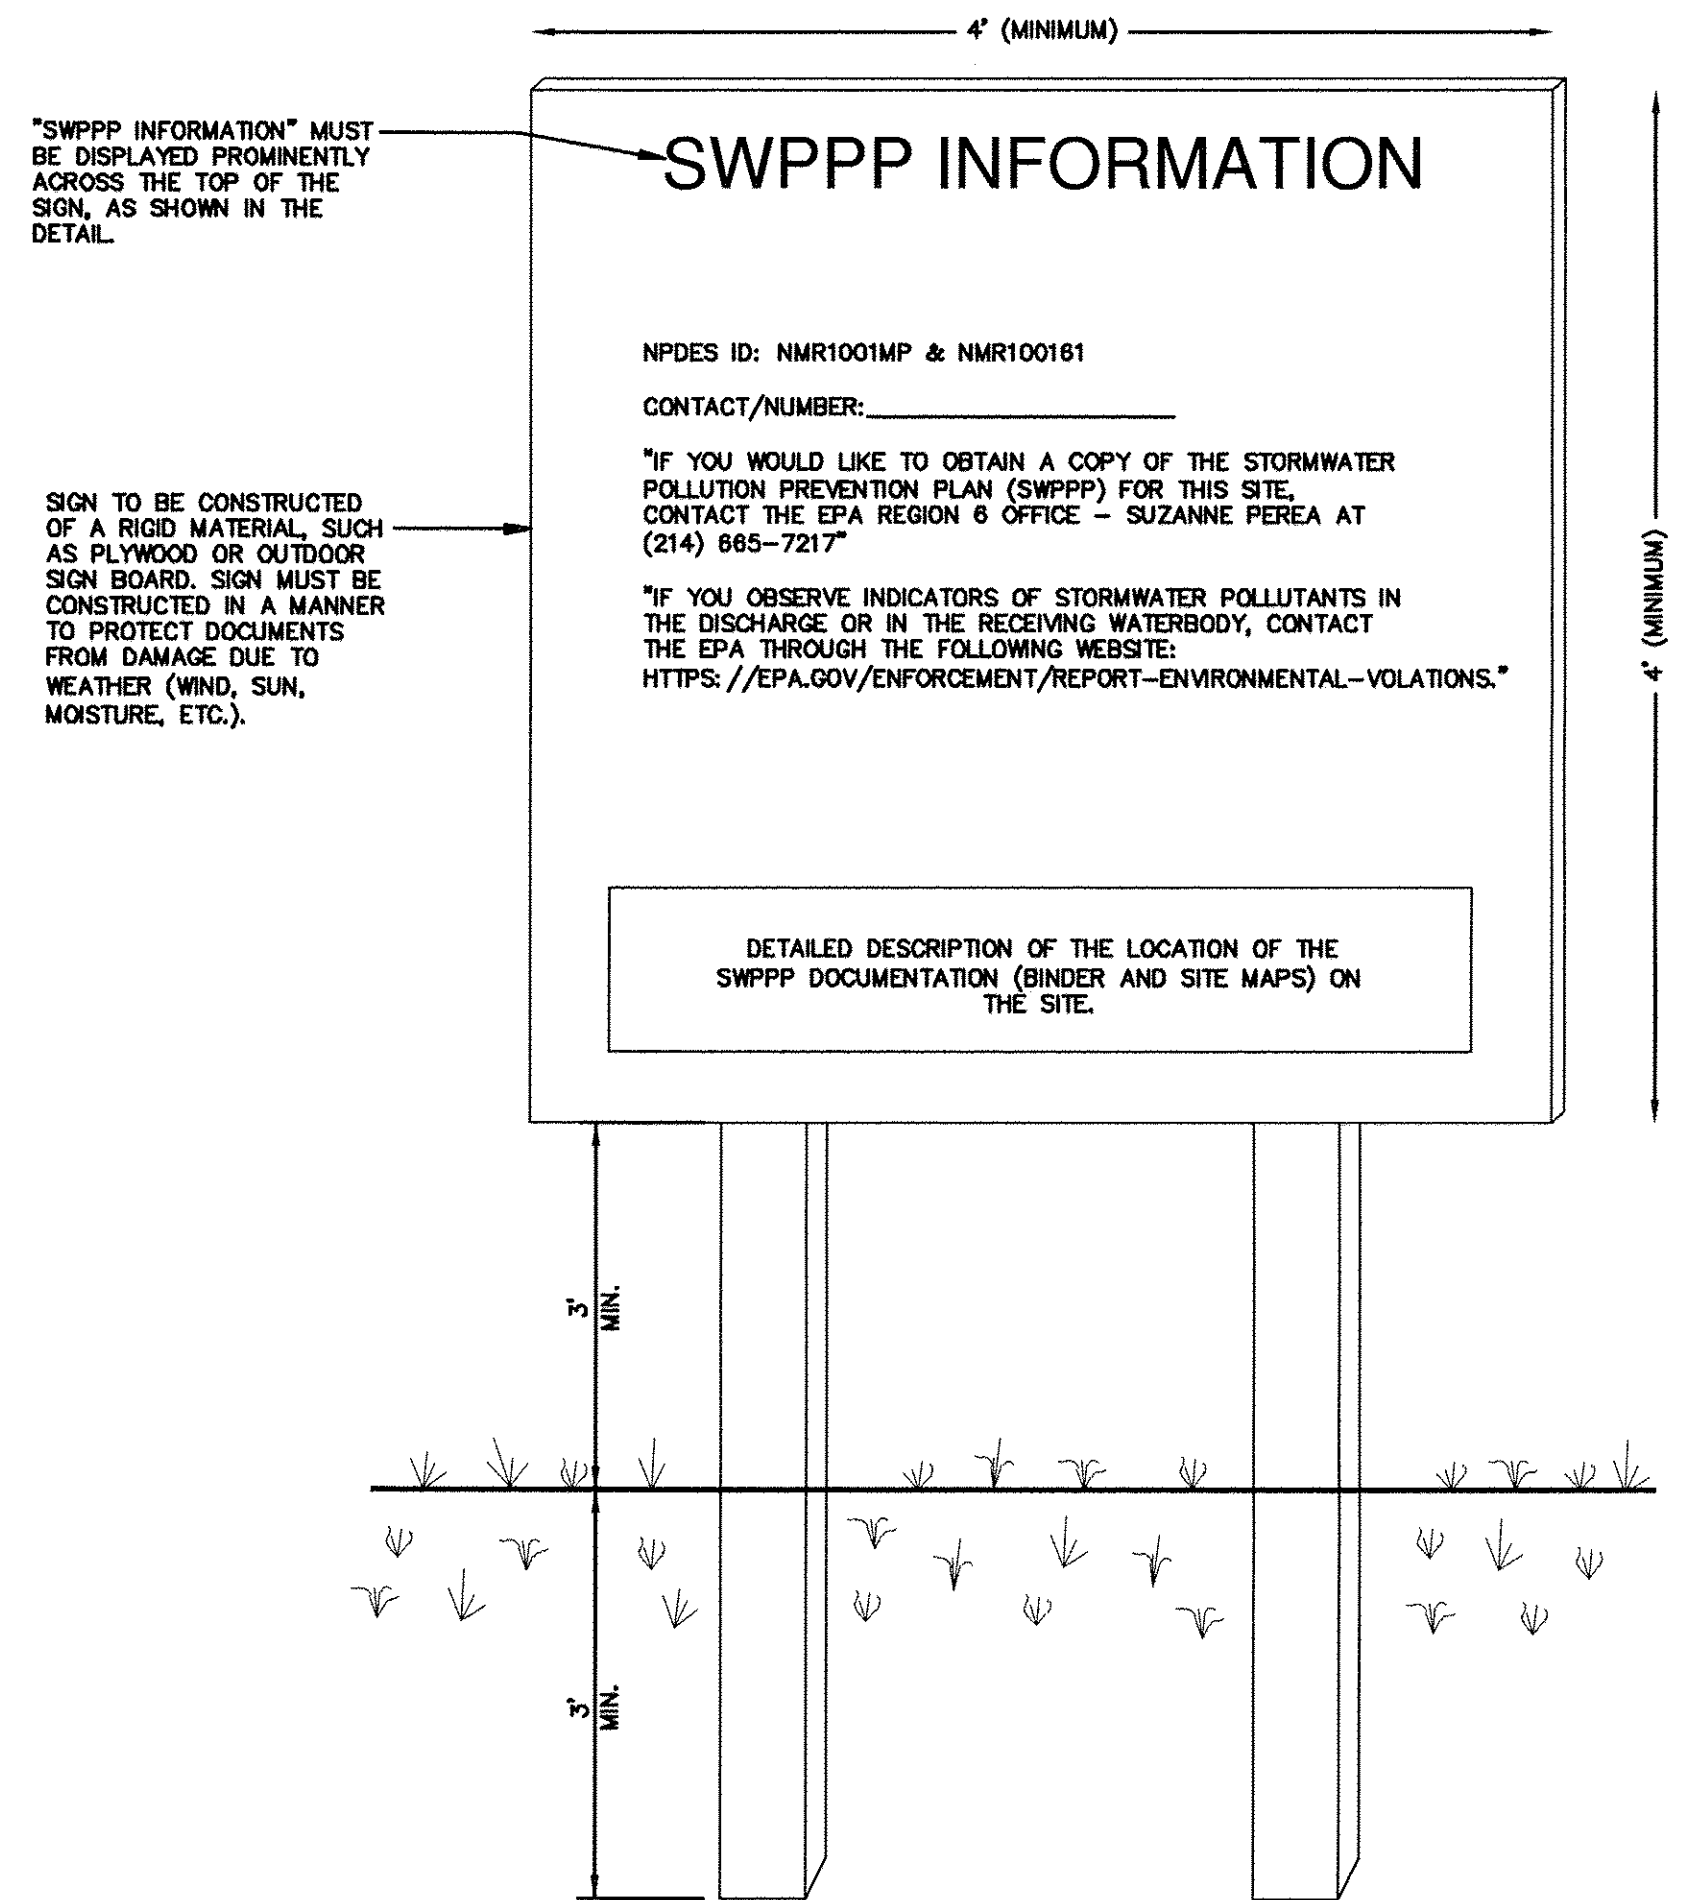 4' (MINIMUM)
"SWPPP INFORMATION" MUST
BE DISPLAYED PROMINENTLY
ACROSS THE TOP OF THE
SIGN, AS SHOWN IN THE
DETAIL.
SWPPP INFORMATION
NPDES ID: NMR1001MP & NMR100161
CONTACT/NUMBER:
"IF YOU WOULD LIKE TO OBTAIN A COPY OF THE STORMWATER
POLLUTION PREVENTION PLAN (SWPPP) FOR THIS SITE,
CONTACT THE EPA REGION 6 OFFICE – SUZANNE PEREA AT
(214) 665–7217"
"IF YOU OBSERVE INDICATORS OF STORMWATER POLLUTANTS IN
THE DISCHARGE OR IN THE RECEIVING WATERBODY, CONTACT
THE EPA THROUGH THE FOLLOWING WEBSITE:
HTTPS://EPA.GOV/ENFORCEMENT/REPORT–ENVIRONMENTAL–VOLATIONS."
SIGN TO BE CONSTRUCTED
OF A RIGID MATERIAL, SUCH
AS PLYWOOD OR OUTDOOR
SIGN BOARD. SIGN MUST BE
CONSTRUCTED IN A MANNER
TO PROTECT DOCUMENTS
FROM DAMAGE DUE TO
WEATHER (WIND, SUN,
MOISTURE, ETC.).
4' (MINIMUM)
DETAILED DESCRIPTION OF THE LOCATION OF THE
SWPPP DOCUMENTATION (BINDER AND SITE MAPS) ON
THE SITE.
3'
MIN.
3'
MIN.